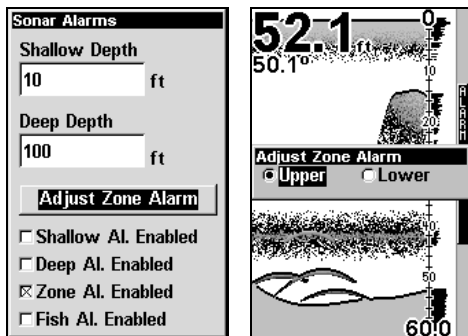 Sonar Alarms
Shallow Depth
10 ft
Deep Depth
100 ft
Adjust Zone Alarm
Shallow Al. Enabled
Deep Al. Enabled
Zone Al. Enabled
Fish Al. Enabled
52.1 ft
50.1°
0
10
20
ALARM
Adjust Zone Alarm
Upper Lower
50
60.0